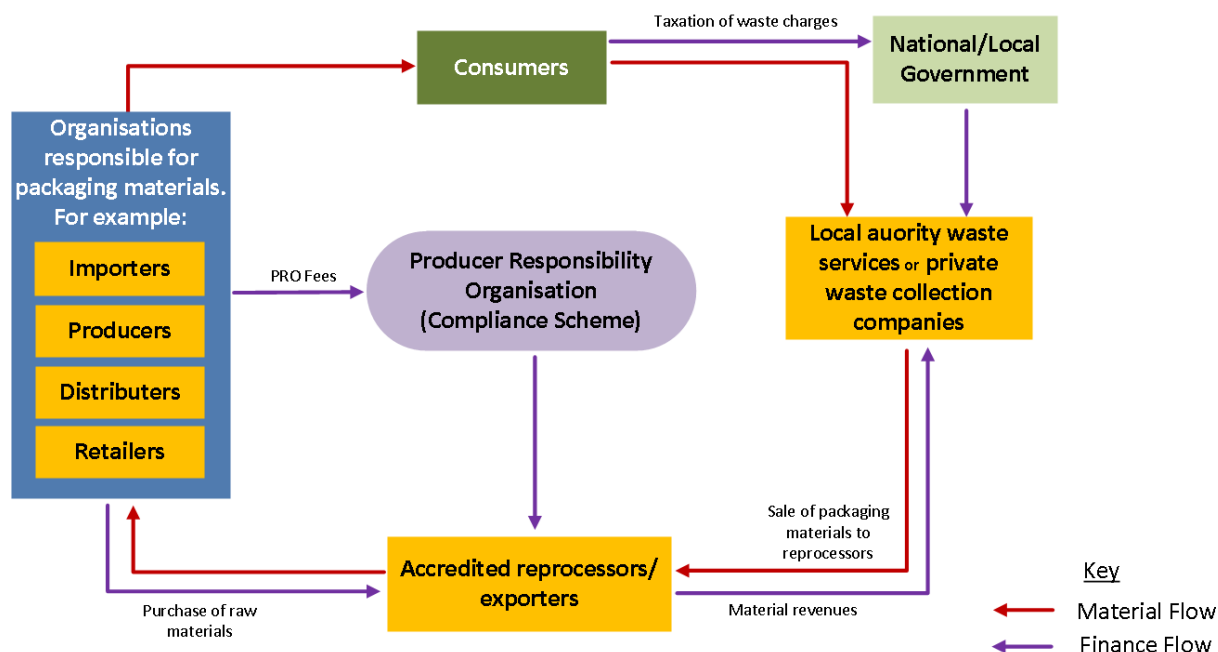 Taxation of waste charges
Consumers
National/Local
Government
Organisations
responsible for
packaging materials.
For example:
Importers
Producers
Distributers
Retailers
PRO Fees
Producer Responsibility
Organisation
(Compliance Scheme)
Local auority waste
services or private
waste collection
companies
Sale of packaging
materials to
reprocessors
Accredited reprocessors/
exporters
Purchase of raw
materials
Material revenues
Key
Material Flow
Finance Flow